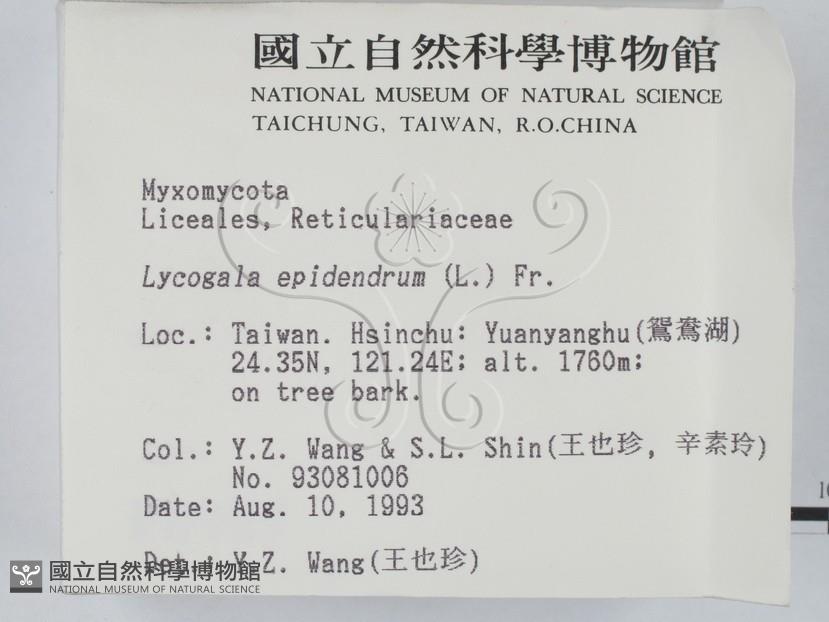 國立自然科學博物館
NATIONAL MUSEUM OF NATURAL SCIENCE
TAICHUNG, TAIWAN, R.O.CHINA
Myxomycota
Liceales, Reticulariaceae
Lycogala epidendrum (L.) Fr.
Loc.: Taiwan. Hsinchu: Yuanyanghu(鴛鴦湖)
24.35N, 121.24E; alt. 1760m;
on tree bark.
Col.: Y.Z. Wang & S.L. Shin(王也珍, 辛素玲)
No. 93081006
Date: Aug. 10, 1993
Det.: Y.Z. Wang(王也珍)
國立自然科學博物館
NATIONAL MUSEUM OF NATURAL SCIENCE